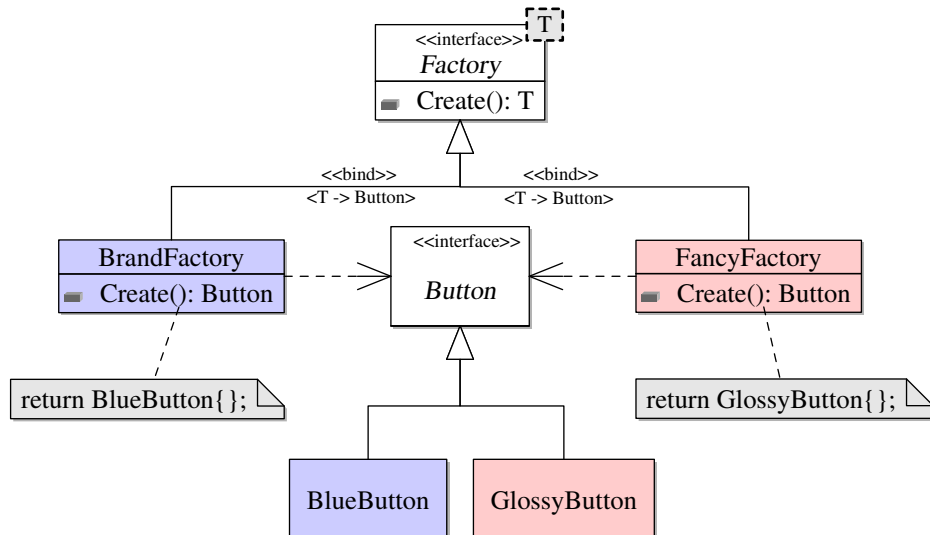 T
<<interface>>
Factory
Create(): T
<<bind>>
<T -> Button>
<<bind>>
<T -> Button>
BrandFactory
Create(): Button
<<interface>>
Button
FancyFactory
Create(): Button
return BlueButton{};
return GlossyButton{};
BlueButton
GlossyButton